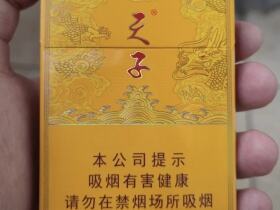 天
子
本公司提示
吸烟有害健康
请勿在禁烟场所吸烟